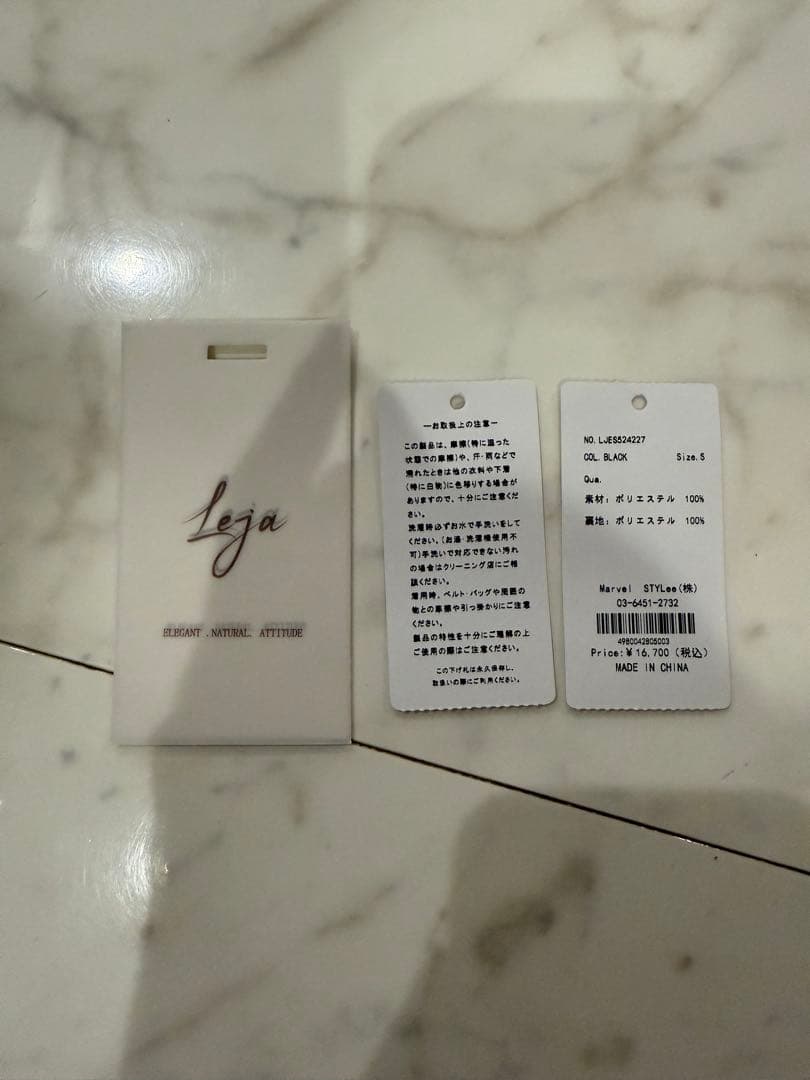 Leja
ELEGANT . NATURAL. ATTITUDE
ーお取扱上の注意ー
この製品は、摩擦(特に湿った
状態での摩擦)や、汗・雨などで
濡れたときは他の衣料や下着
(特に白物)に色移りする場合が
ありますので、十分にご注意くだ
さい。
洗濯時必ずお水で手洗いをして
ください。(お湯・洗濯機使用不
可)手洗いで対応できない汚れ
の場合はクリーニング店にご相
談ください。
着用時、ベルト・バッグや周囲の
物との摩擦や引っ掛かりにご注意
ください。
製品の特性を十分にご理解の上
ご使用の際はご注意ください。
この下げ札は永久保存し、
取扱いの際にご利用ください。
NO. LJES524227
COL. BLACK Size. S
Qua.
素材: ポリエステル 100%
裏地: ポリエステル 100%
Marvel STYLee(株)
03-6451-2732
4980042805003
Price:¥16,700 (税込)
MADE IN CHINA